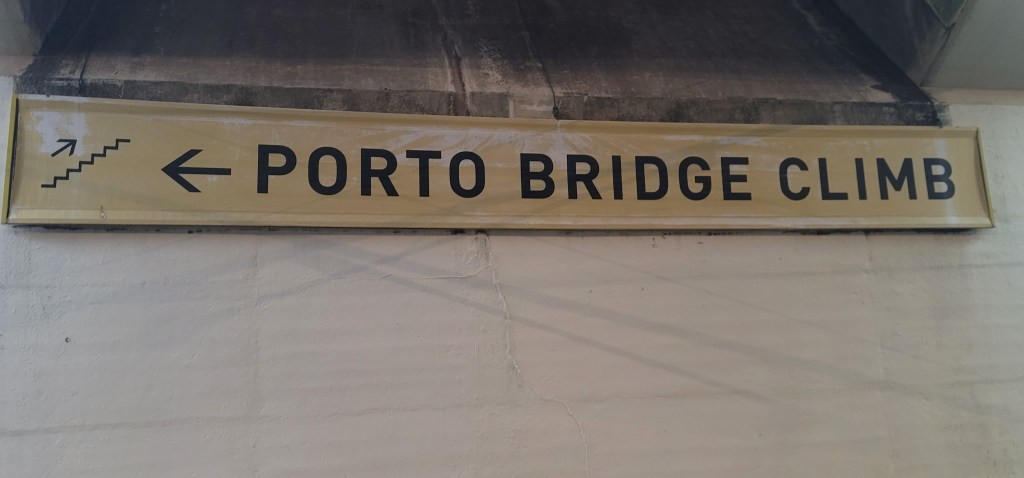 ← PORTO BRIDGE CLIMB